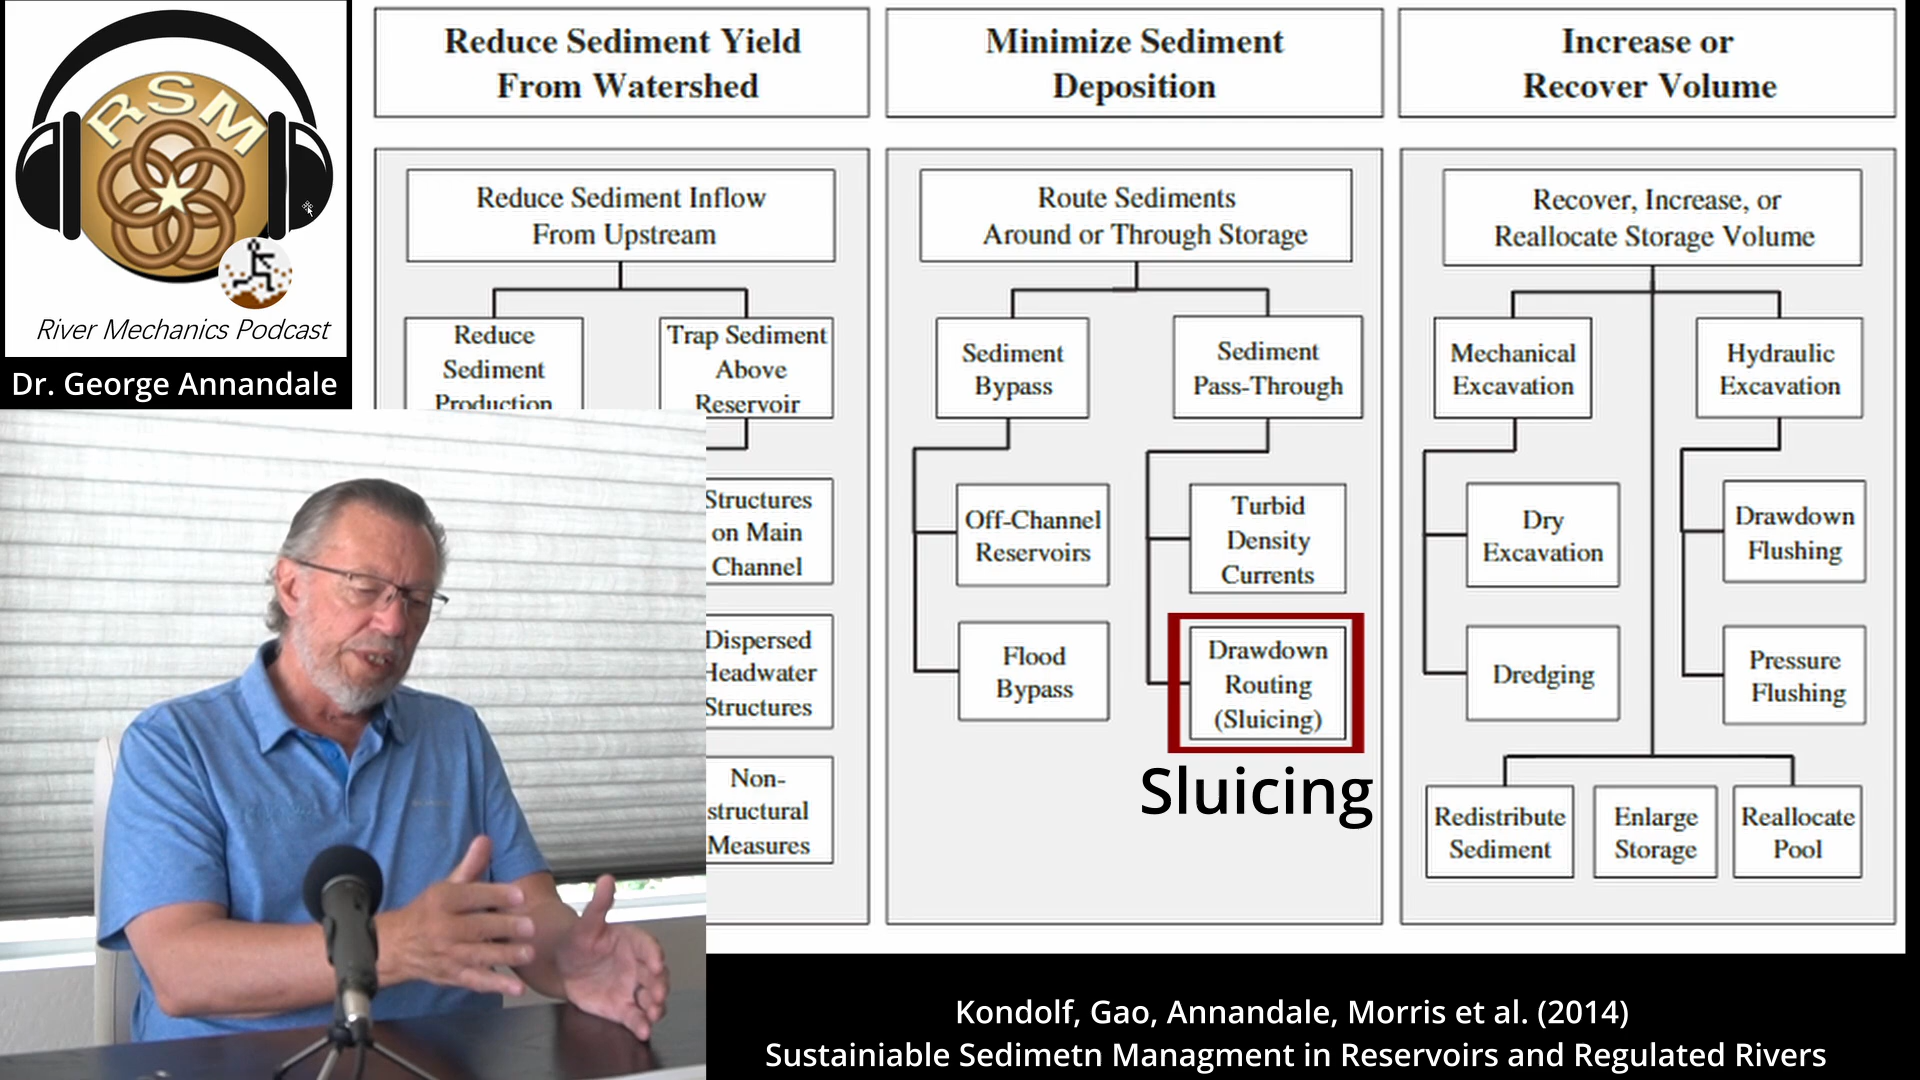 RSM
River Mechanics Podcast
Dr. George Annandale
Reduce Sediment Yield
From Watershed
Reduce Sediment Inflow
From Upstream
Reduce
Sediment
Production
Trap Sediment
Above
Reservoir
Structures
on Main
Channel
Dispersed
Headwater
Structures
Non-
structural
Measures
Minimize Sediment
Deposition
Route Sediments
Around or Through Storage
Sediment
Bypass
Sediment
Pass-Through
Off-Channel
Reservoirs
Flood
Bypass
Turbid
Density
Currents
Drawdown
Routing
(Sluicing)
Sluicing
Increase or
Recover Volume
Recover, Increase, or
Reallocate Storage Volume
Mechanical
Excavation
Hydraulic
Excavation
Dry
Excavation
Dredging
Drawdown
Flushing
Pressure
Flushing
Redistribute
Sediment
Enlarge
Storage
Reallocate
Pool
Kondolf, Gao, Annandale, Morris et al. (2014)
Sustainiable Sedimetn Managment in Reservoirs and Regulated Rivers